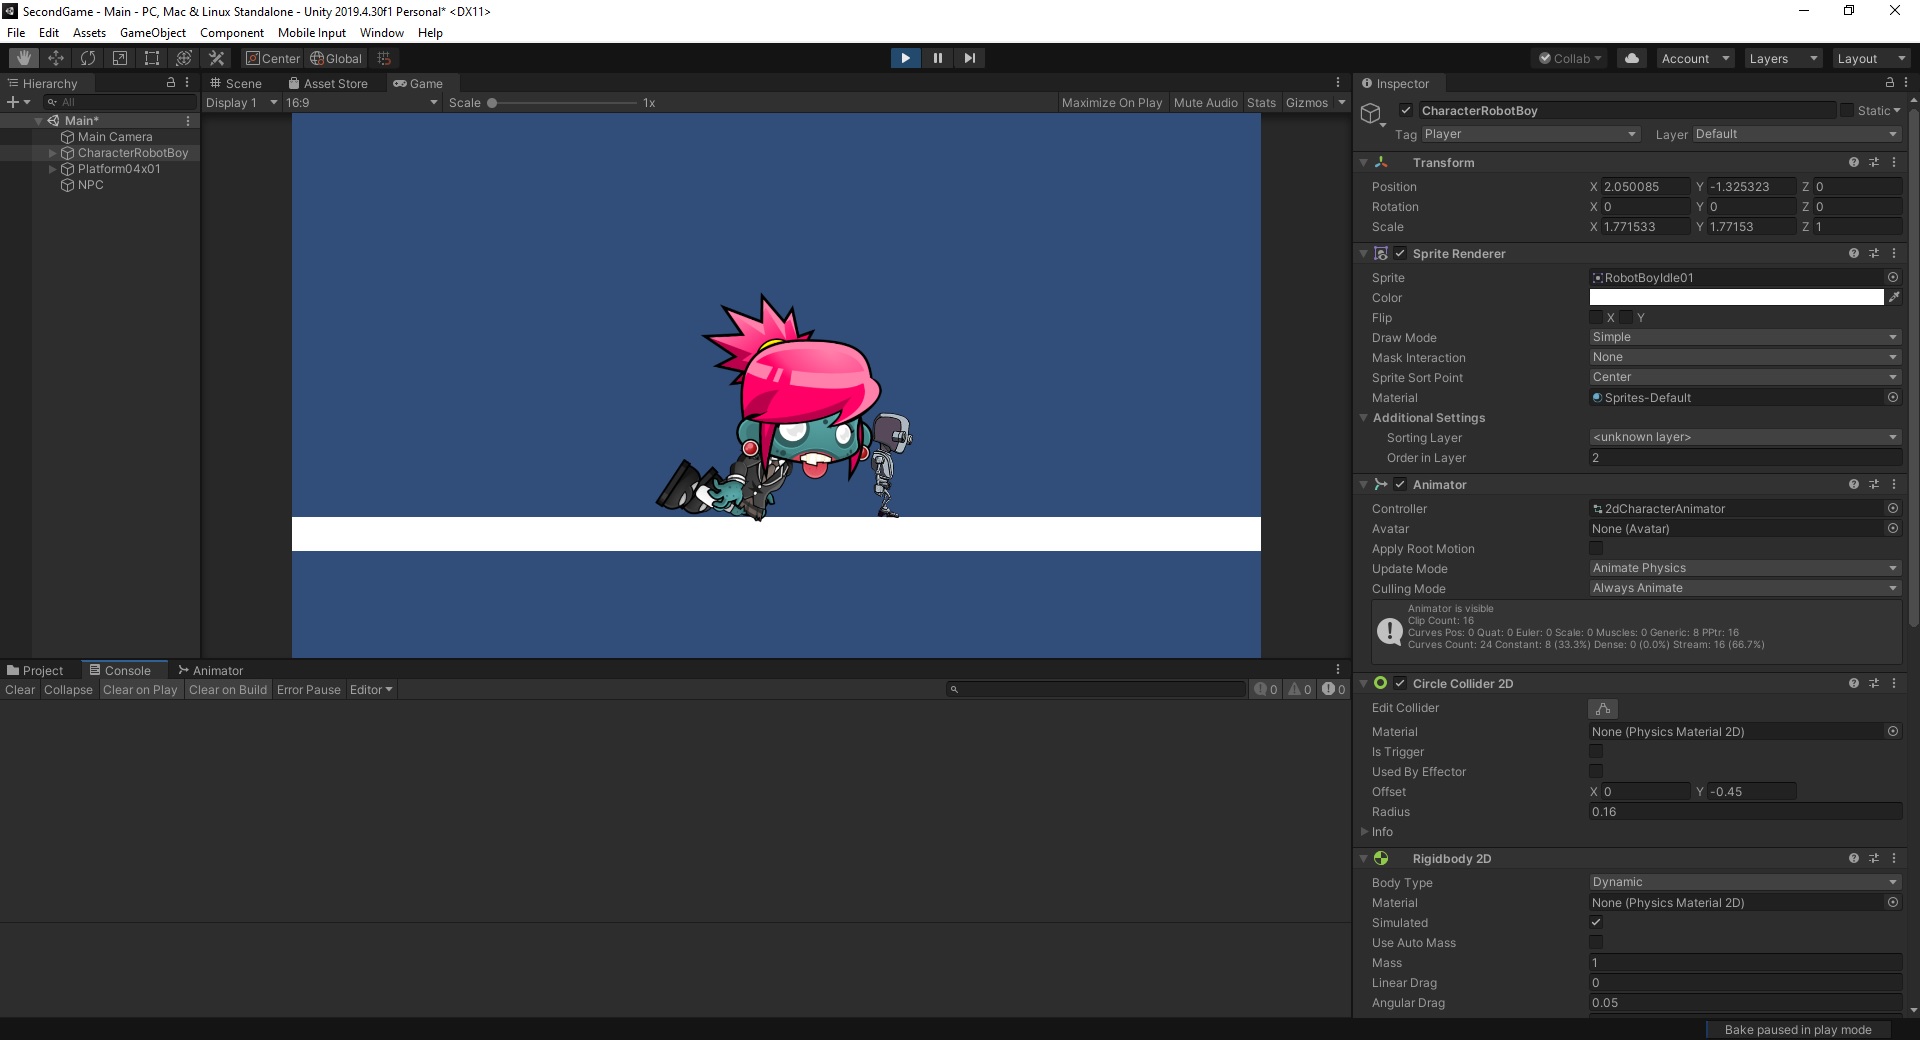 SecondGame - Main - PC, Mac & Linux Standalone - Unity 2019.4.30f1 Personal* <DX11>
File Edit Assets GameObject Component Mobile Input Window Help
Center Global Collab Account Layers Layout
Hierarchy
All
Main*
Main Camera
CharacterRobotBoy
Platform04x01
NPC
Scene Asset Store Game
Display 1 16:9 Scale 1x Maximize On Play Mute Audio Stats Gizmos
Project Console Animator
Clear Collapse Clear on Play Clear on Build Error Pause Editor 0 0 0
Inspector
CharacterRobotBoy Static
Tag Player Layer Default
Transform
Position X 2.050085 Y -1.325323 Z 0
Rotation X 0 Y 0 Z 0
Scale X 1.771533 Y 1.77153 Z 1
Sprite Renderer
Sprite RobotBoyIdle01
Color
Flip X Y
Draw Mode Simple
Mask Interaction None
Sprite Sort Point Center
Material Sprites-Default
Additional Settings
Sorting Layer <unknown layer>
Order in Layer 2
Animator
Controller 2dCharacterAnimator
Avatar None (Avatar)
Apply Root Motion
Update Mode Animate Physics
Culling Mode Always Animate
Animator is visible
Clip Count: 16
Curves Pos: 0 Quat: 0 Euler: 0 Scale: 0 Muscles: 0 Generic: 8 PPtr: 16
Curves Count: 24 Constant: 8 (33.3%) Dense: 0 (0.0%) Stream: 16 (66.7%)
Circle Collider 2D
Edit Collider
Material None (Physics Material 2D)
Is Trigger
Used By Effector
Offset X 0 Y -0.45
Radius 0.16
Info
Rigidbody 2D
Body Type Dynamic
Material None (Physics Material 2D)
Simulated
Use Auto Mass
Mass 1
Linear Drag 0
Angular Drag 0.05
Bake paused in play mode